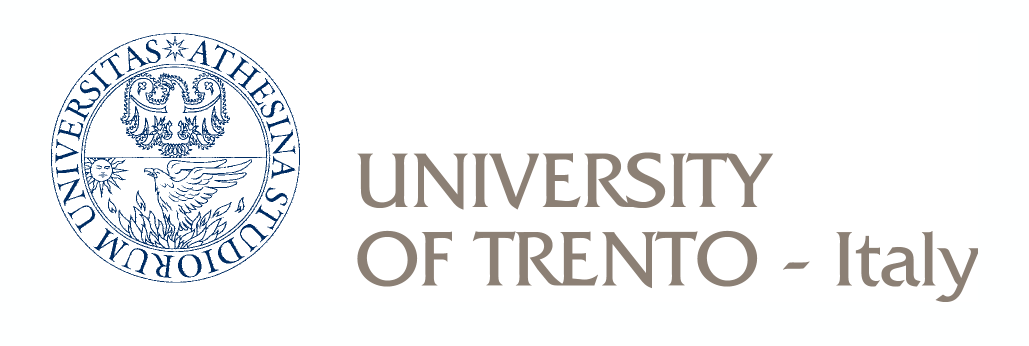 UNIVERSITAS ATHESINA STUDIORUM
UNIVERSITY
OF TRENTO - Italy